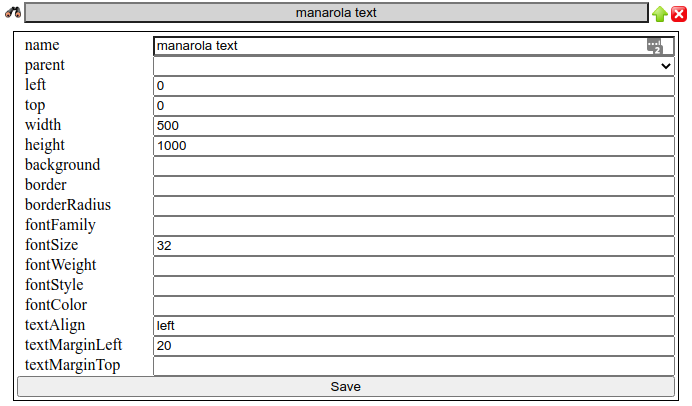 manarola text
name manarola text
parent
left 0
top 0
width 500
height 1000
background
border
borderRadius
fontFamily
fontSize 32
fontWeight
fontStyle
fontColor
textAlign left
textMarginLeft 20
textMarginTop
Save